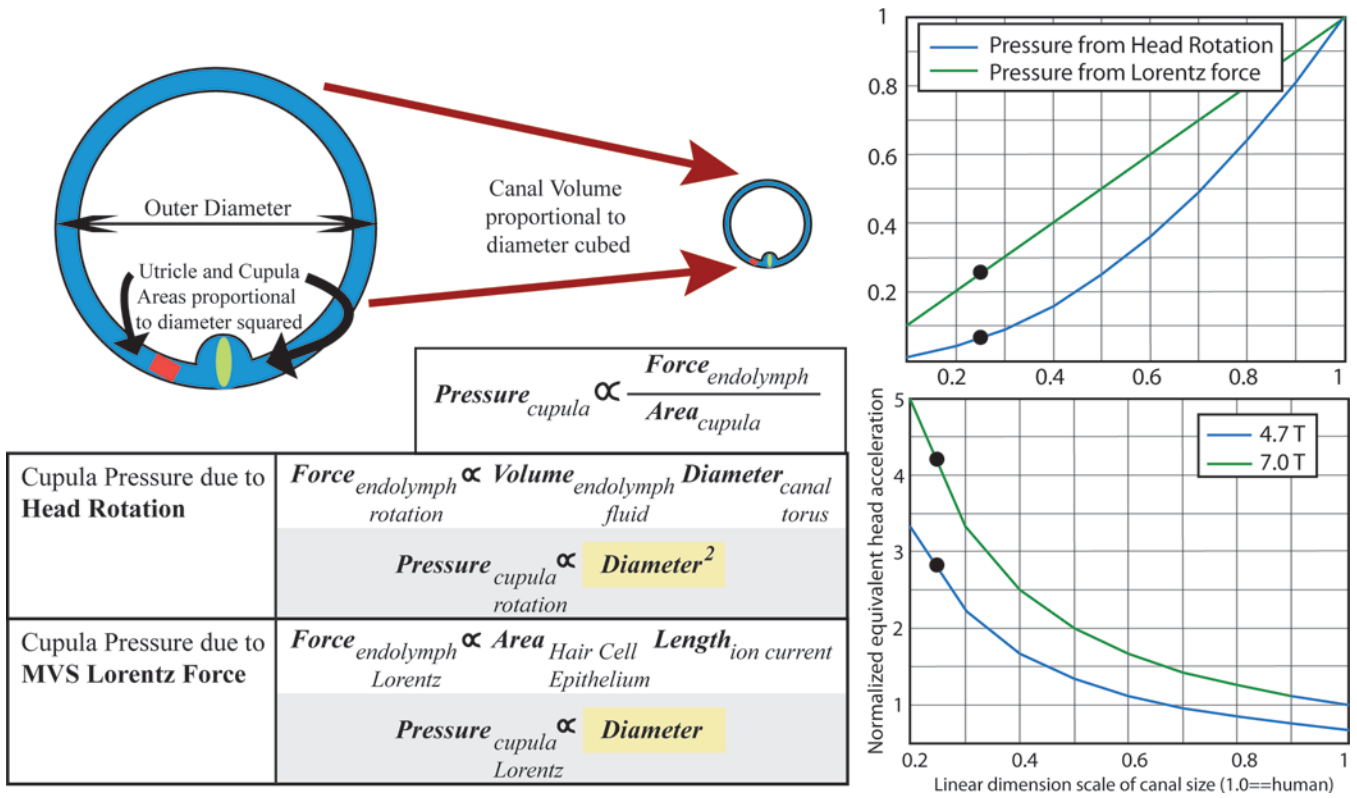 Outer Diameter
Utricle and Cupula
Areas proportional
to diameter squared
Canal Volume
proportional to
diameter cubed
Pressure cupula ∝ Force endolymph
Area cupula
Cupula Pressure due to
Head Rotation
Force endolymph ∝ Volume endolymph Diameter canal
rotation fluid torus
Pressure cupula ∝ Diameter²
rotation
Cupula Pressure due to
MVS Lorentz Force
Force endolymph ∝ Area Hair Cell Length ion current
Lorentz Epithelium
Pressure cupula ∝ Diameter
Lorentz
Pressure from Head Rotation
Pressure from Lorentz force
1
0.8
0.6
0.4
0.2
0.2 0.4 0.6 0.8 1
Normalized equivalent head acceleration
4.7 T
7.0 T
5
4
3
2
1
0.2 0.4 0.6 0.8 1
Linear dimension scale of canal size (1.0==human)